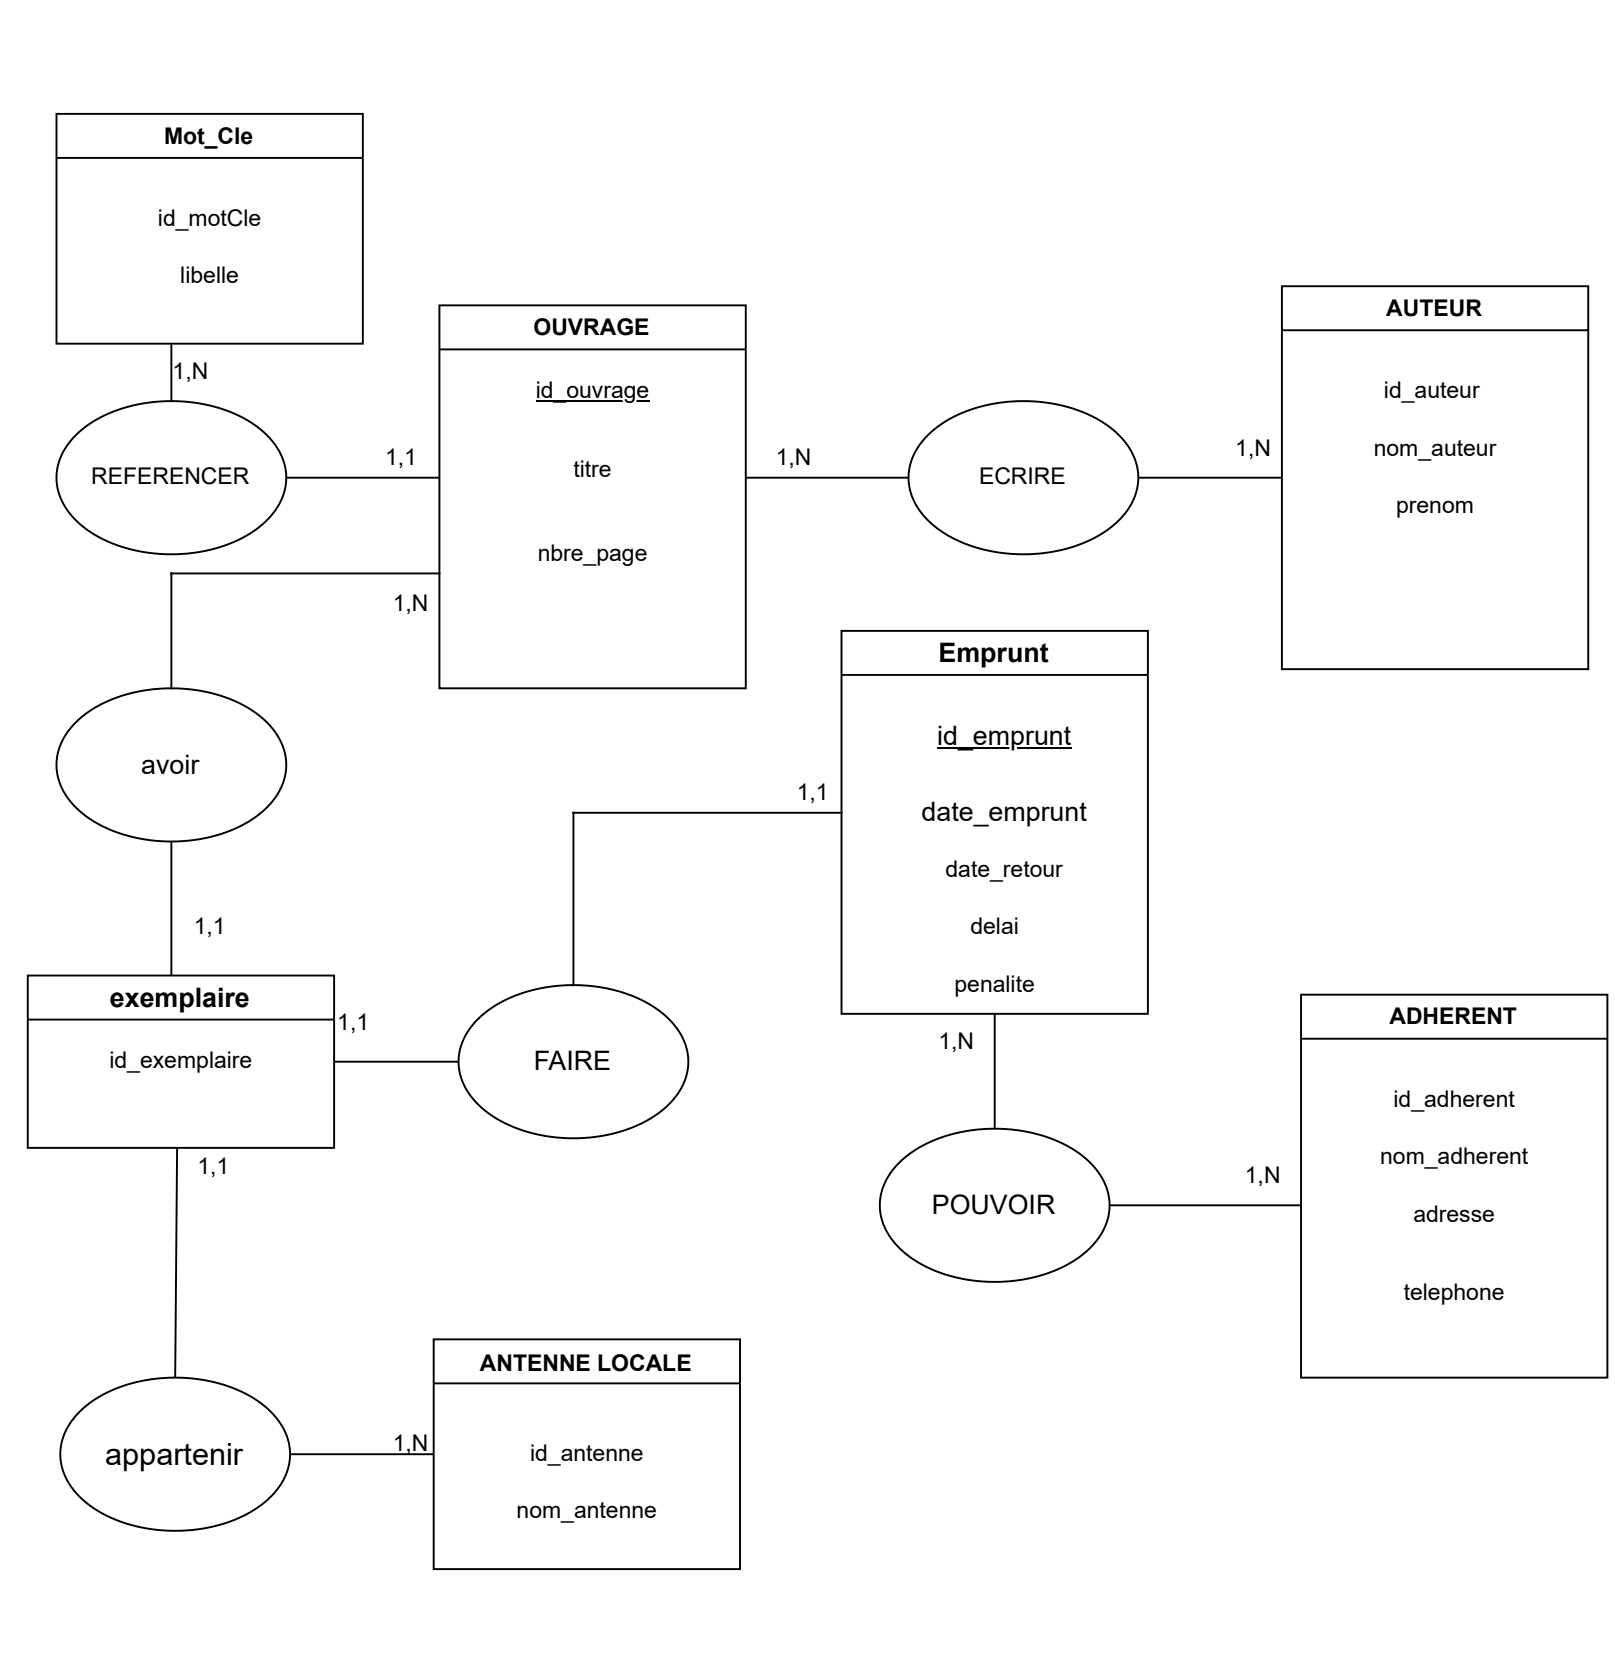 Mot_Cle
id_motCle
libelle
1,N
REFERENCER
1,1
OUVRAGE
id_ouvrage
titre
nbre_page
1,N
ECRIRE
1,N
AUTEUR
id_auteur
nom_auteur
prenom
1,N
avoir
1,1
exemplaire
id_exemplaire
1,1
FAIRE
1,1
Emprunt
id_emprunt
date_emprunt
date_retour
delai
penalite
1,N
POUVOIR
1,N
ADHERENT
id_adherent
nom_adherent
adresse
telephone
1,1
appartenir
1,N
ANTENNE LOCALE
id_antenne
nom_antenne